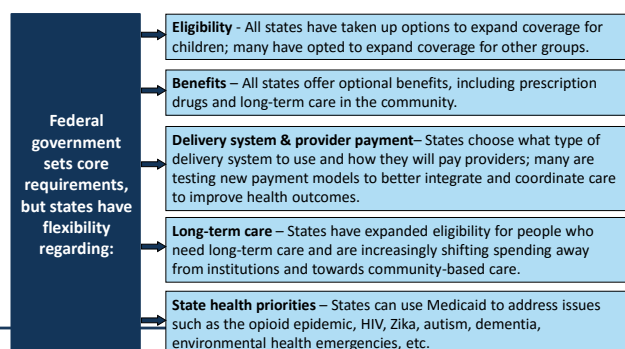 Federal
government
sets core
requirements,
but states have
flexibility
regarding:
Eligibility - All states have taken up options to expand coverage for
children; many have opted to expand coverage for other groups.
Benefits – All states offer optional benefits, including prescription
drugs and long-term care in the community.
Delivery system & provider payment– States choose what type of
delivery system to use and how they will pay providers; many are
testing new payment models to better integrate and coordinate care
to improve health outcomes.
Long-term care – States have expanded eligibility for people who
need long-term care and are increasingly shifting spending away
from institutions and towards community-based care.
State health priorities – States can use Medicaid to address issues
such as the opioid epidemic, HIV, Zika, autism, dementia,
environmental health emergencies, etc.